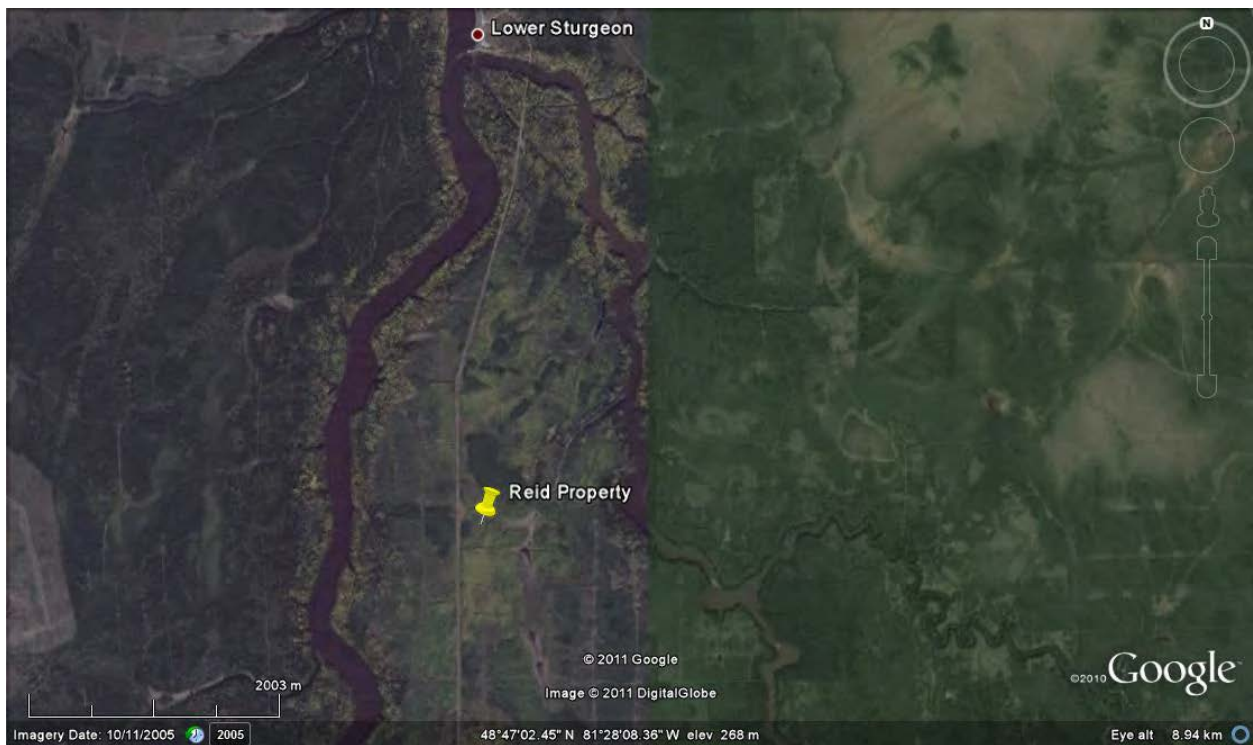 N
Lower Sturgeon
Reid Property
© 2011 Google
2003 m
Image © 2011 DigitalGlobe
©2010 Google
Imagery Date: 10/11/2005 2005 48°47'02.45" N 81°28'08.36" W elev 268 m Eye alt 8.94 km